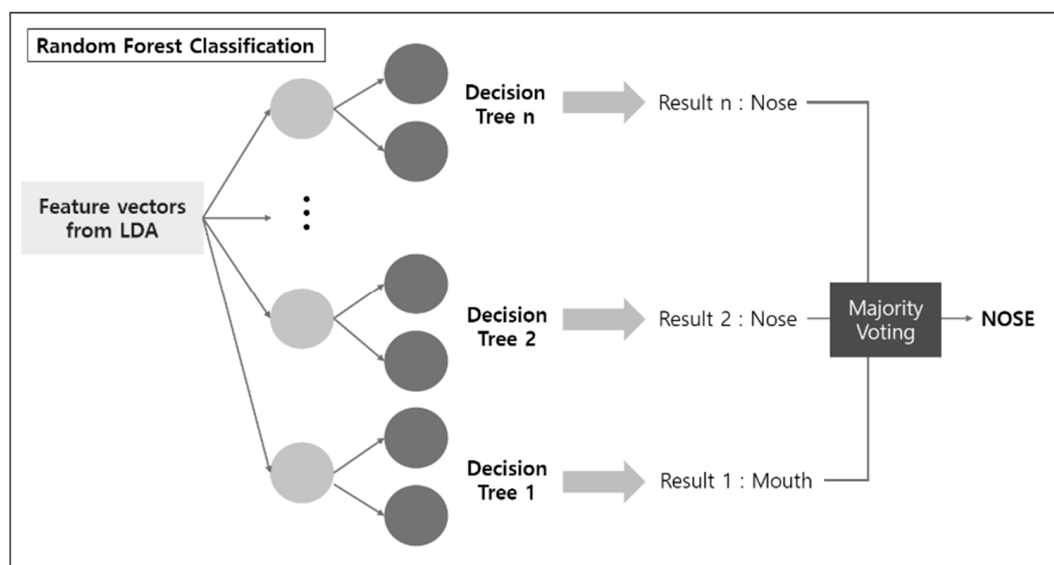 Random Forest Classification
Decision
Tree n
Result n : Nose
Feature vectors
from LDA
Decision
Tree 2
Result 2 : Nose
Majority
Voting
NOSE
Decision
Tree 1
Result 1 : Mouth